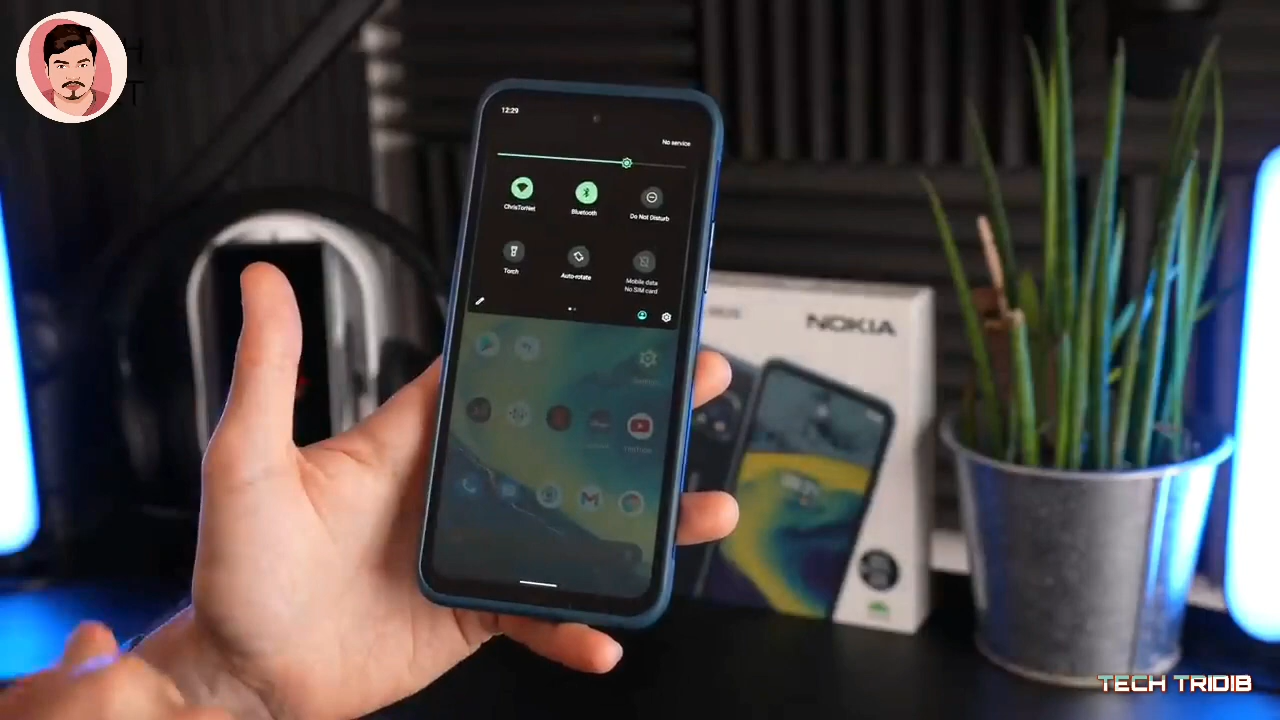 12:29
No service
ChrisTorNet
Bluetooth
Do Not Disturb
Torch
Auto-rotate
Mobile data
No SIM card
NOKIA
TECH TRIDIB